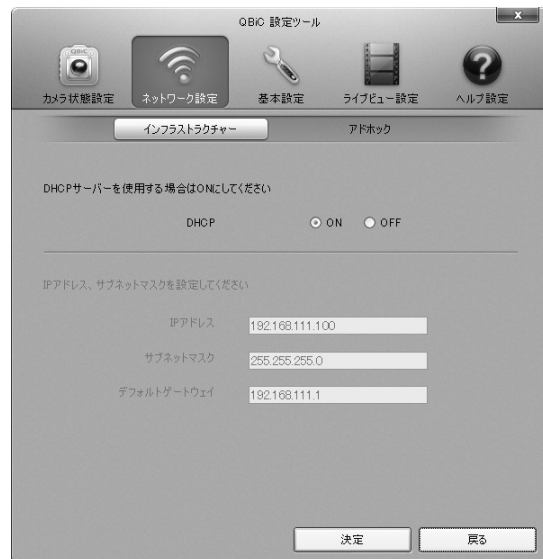 QBiC 設定ツール
x
QBIC
カメラ状態設定 ネットワーク設定 基本設定 ライブビュー設定 ヘルプ設定
インフラストラクチャー アドホック
DHCPサーバーを使用する場合はONにしてください
DHCP ON OFF
IPアドレス、サブネットマスクを設定してください
IPアドレス 192.168.111.100
サブネットマスク 255.255.255.0
デフォルトゲートウェイ 192.168.111.1
決定 戻る